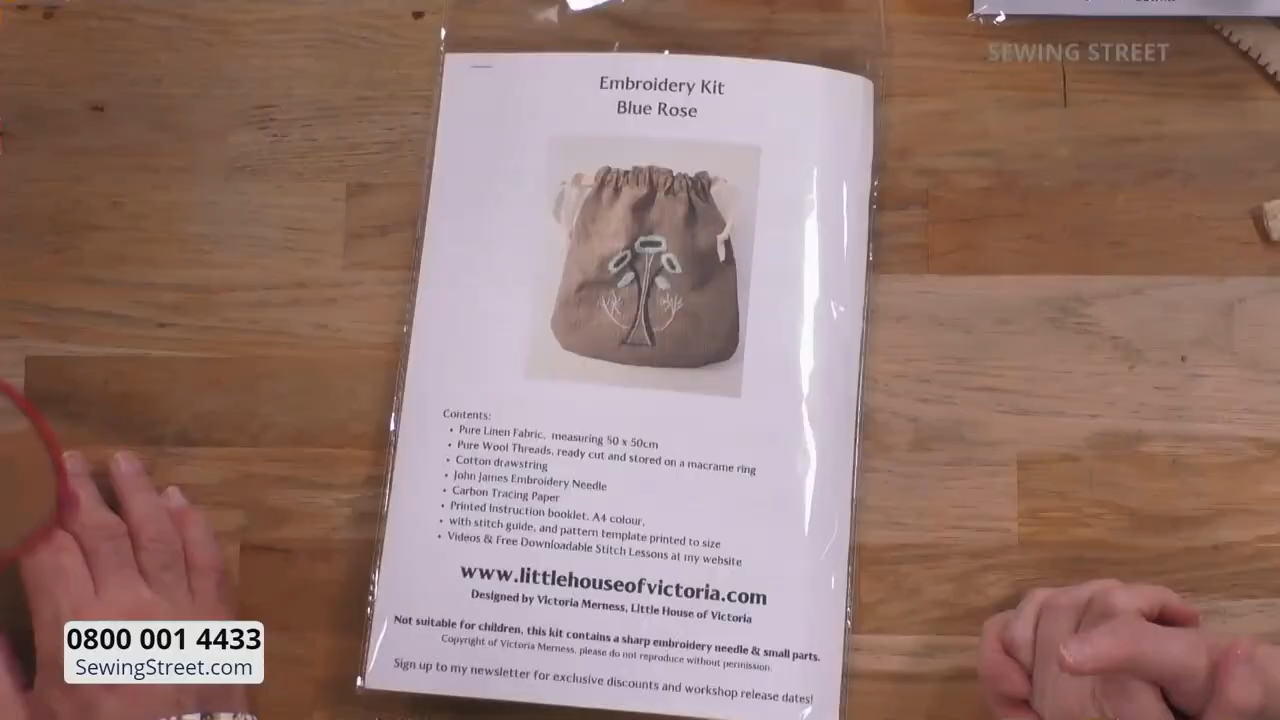 SEWING STREET
Embroidery Kit
Blue Rose
Contents:
• Pure Linen Fabric, measuring 50 x 50cm
• Pure Wool Threads, ready cut and stored on a macrame ring
• Cotton drawstring
• John James Embroidery Needle
• Carbon Tracing Paper
• Printed Instruction booklet, A4 colour,
• with stitch guide, and pattern template printed to size
• Videos & Free Downloadable Stitch Lessons at my website
www.littlehouseofvictoria.com
Designed by Victoria Merness, Little House of Victoria
Not suitable for children, this kit contains a sharp embroidery needle & small parts.
Copyright of Victoria Merness, please do not reproduce without permission.
Sign up to my newsletter for exclusive discounts and workshop release dates!
0800 001 4433
SewingStreet.com